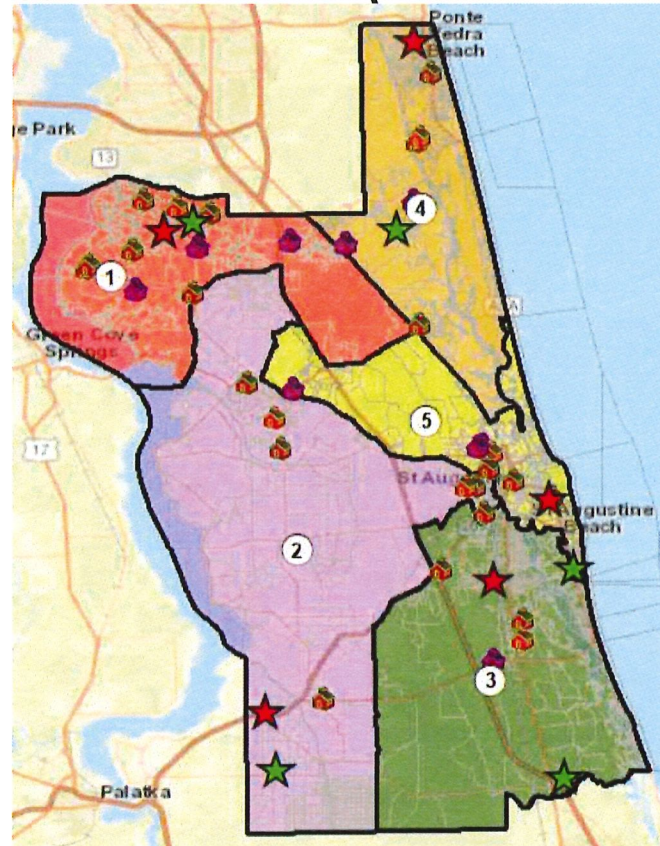 Ponte
Vedra
Beach
ge Park
13
4
1
A1A
Green Cove
Springs
5
17
St Aug
Augustine
Beach
2
3
Palatka